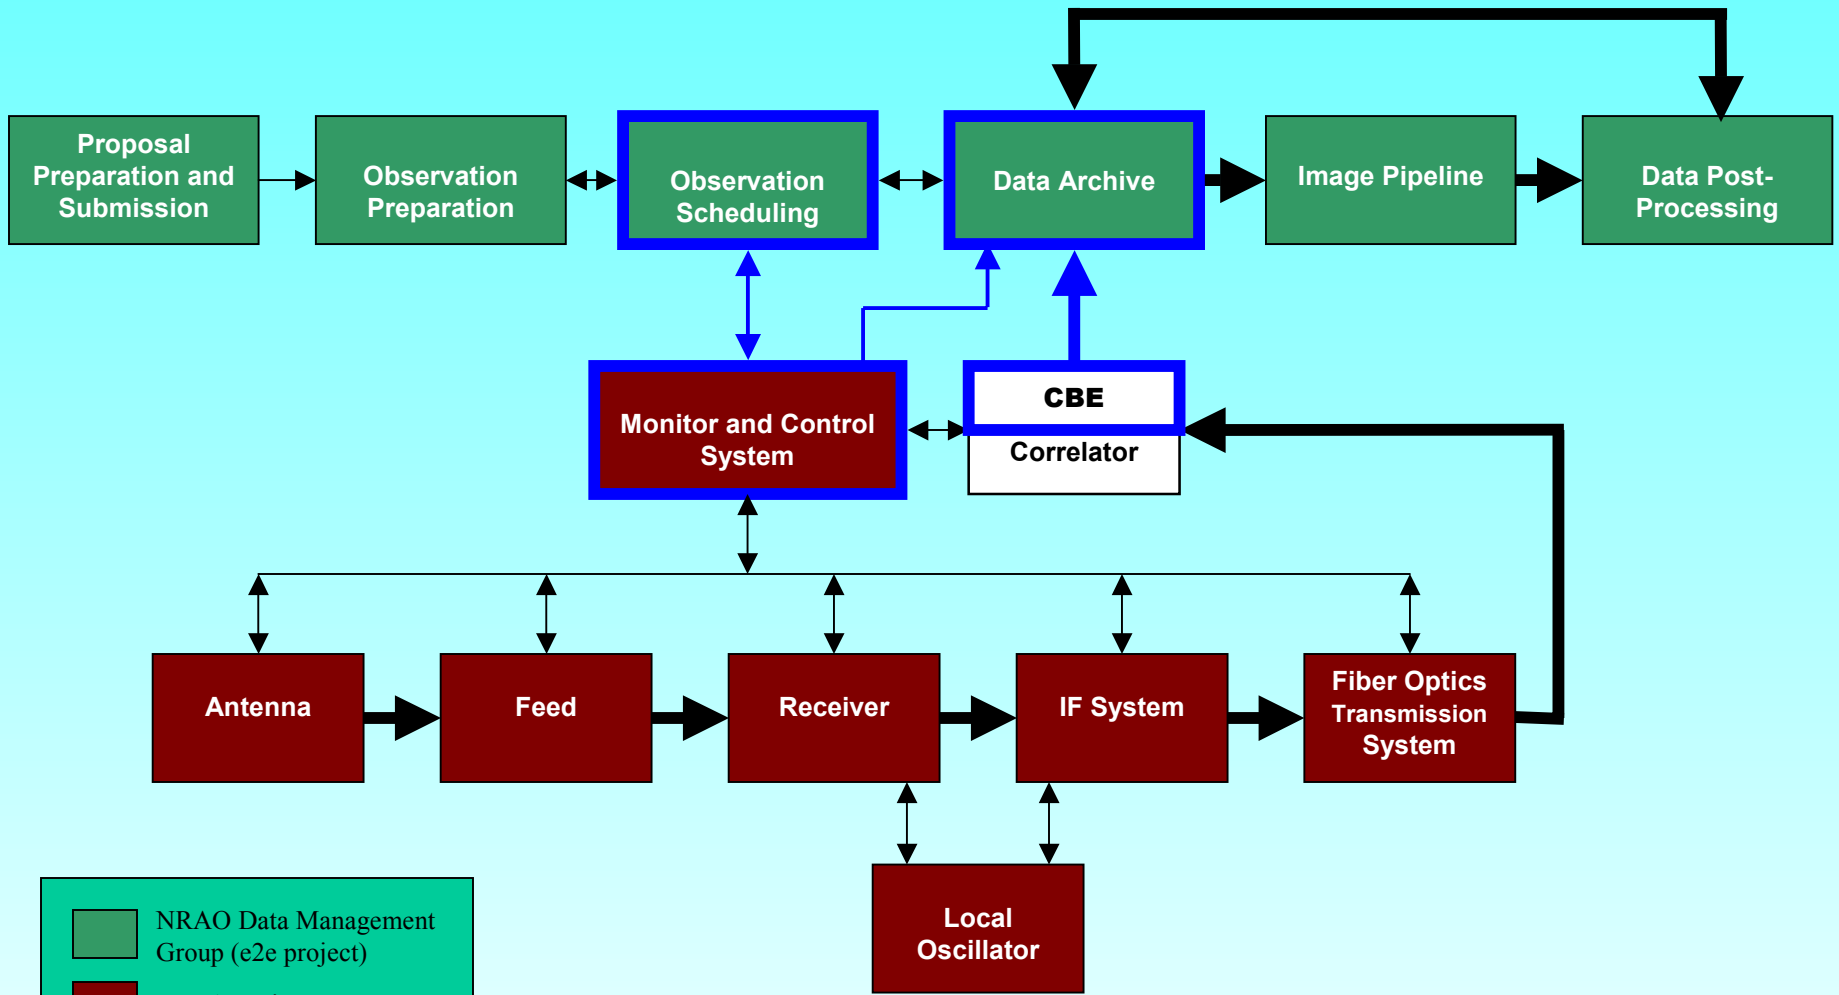 Proposal
Preparation and
Submission
Observation
Preparation
Observation
Scheduling
Data Archive
Image Pipeline
Data Post-
Processing
Monitor and Control
System
CBE
Correlator
Antenna
Feed
Receiver
IF System
Fiber Optics
Transmission
System
Local
Oscillator
NRAO Data Management
Group (e2e project)